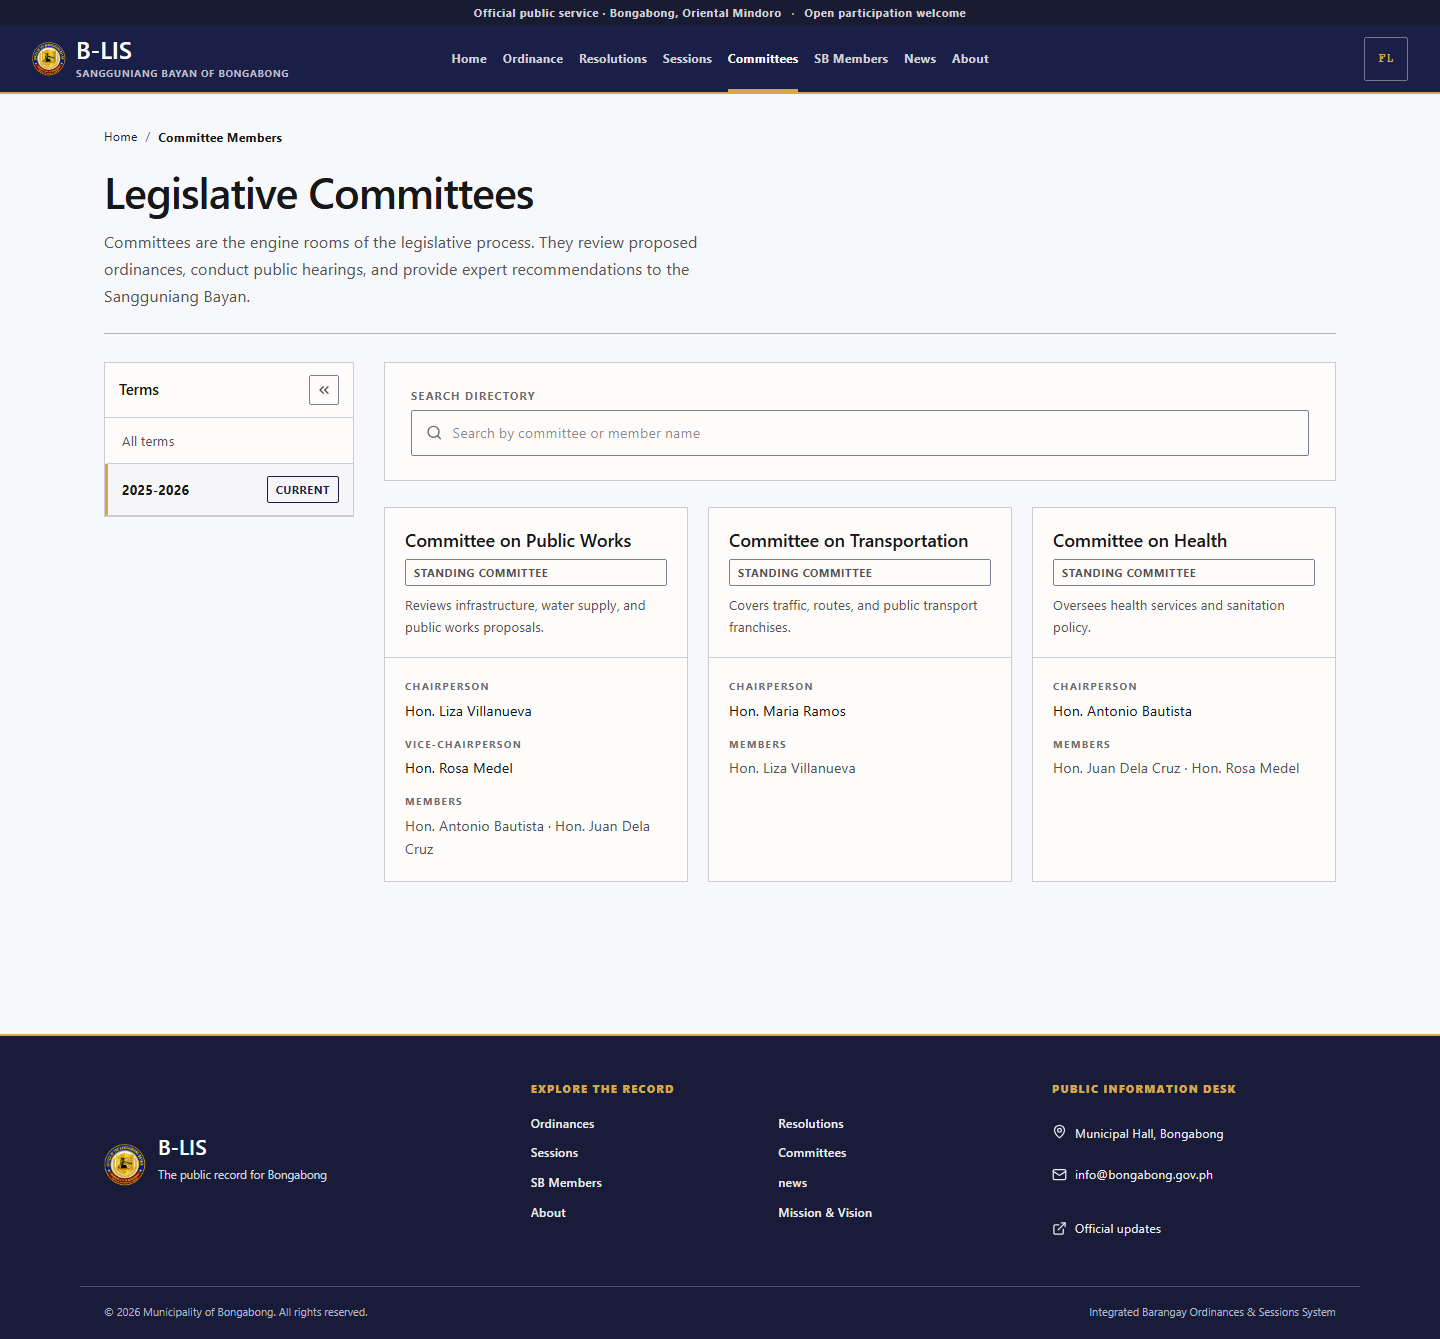 Official public service · Bongabong, Oriental Mindoro · Open participation welcome
B-LIS
SANGGUNIANG BAYAN OF BONGABONG
Home Ordinance Resolutions Sessions Committees SB Members News About
FL
Home / Committee Members
Legislative Committees
Committees are the engine rooms of the legislative process. They review proposed
ordinances, conduct public hearings, and provide expert recommendations to the
Sangguniang Bayan.
Terms
All terms
2025-2026 CURRENT
SEARCH DIRECTORY
Search by committee or member name
Committee on Public Works
STANDING COMMITTEE
Reviews infrastructure, water supply, and
public works proposals.
CHAIRPERSON
Hon. Liza Villanueva
VICE-CHAIRPERSON
Hon. Rosa Medel
MEMBERS
Hon. Antonio Bautista · Hon. Juan Dela
Cruz
Committee on Transportation
STANDING COMMITTEE
Covers traffic, routes, and public transport
franchises.
CHAIRPERSON
Hon. Maria Ramos
MEMBERS
Hon. Liza Villanueva
Committee on Health
STANDING COMMITTEE
Oversees health services and sanitation
policy.
CHAIRPERSON
Hon. Antonio Bautista
MEMBERS
Hon. Juan Dela Cruz · Hon. Rosa Medel
B-LIS
The public record for Bongabong
EXPLORE THE RECORD
Ordinances Resolutions
Sessions Committees
SB Members news
About Mission & Vision
PUBLIC INFORMATION DESK
Municipal Hall, Bongabong
info@bongabong.gov.ph
Official updates
© 2026 Municipality of Bongabong. All rights reserved.
Integrated Barangay Ordinances & Sessions System